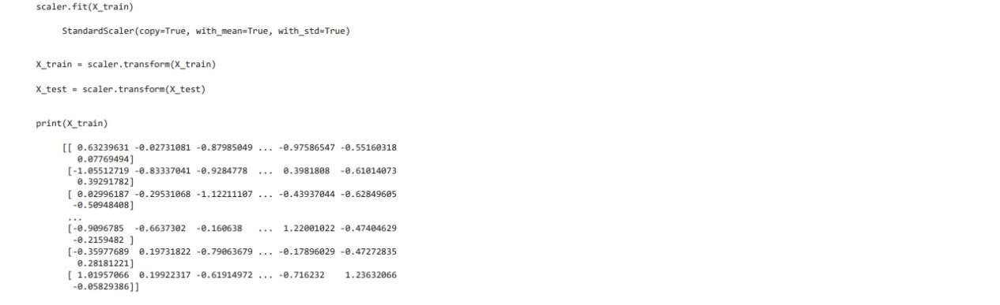 scaler.fit(X_train)
StandardScaler(copy=True, with_mean=True, with_std=True)
X_train = scaler.transform(X_train)
X_test = scaler.transform(X_test)
print(X_train)
[[ 0.63239631 -0.02731081 -0.87985049 ... -0.97586547 -0.55160318
0.07769494]
[-1.05512719 -0.83337041 -0.9284778  ...  0.3981808  -0.61014073
0.39291782]
[ 0.02996187 -0.29531068 -1.12211107 ... -0.43937044 -0.62849605
-0.50948408]
...
[-0.9096785  -0.6637302  -0.160638   ...  1.22001022 -0.47404629
-0.2159482 ]
[-0.35977689  0.19731822 -0.79063679 ... -0.17896029 -0.47272835
0.28181221]
[ 1.01957066  0.19922317 -0.61914972 ... -0.716232    1.23632066
-0.05829386]]